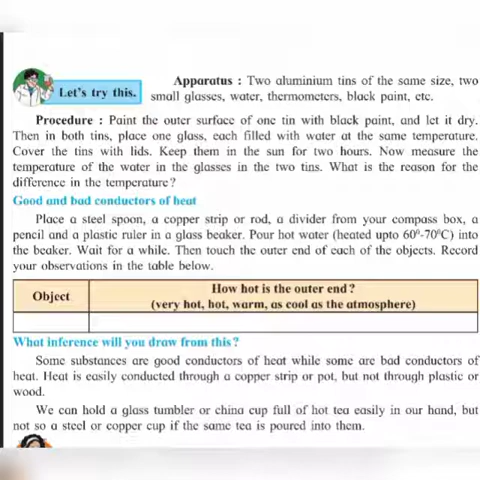 Let's try this.
Apparatus : Two aluminium tins of the same size, two
small glasses, water, thermometers, black paint, etc.
Procedure : Paint the outer surface of one tin with black paint, and let it dry.
Then in both tins, place one glass, each filled with water at the same temperature.
Cover the tins with lids. Keep them in the sun for two hours. Now measure the
temperature of the water in the glasses in the two tins. What is the reason for the
difference in the temperature?
Good and bad conductors of heat
Place a steel spoon, a copper strip or rod, a divider from your compass box, a
pencil and a plastic ruler in a glass beaker. Pour hot water (heated upto 60⁰-70⁰C) into
the beaker. Wait for a while. Then touch the outer end of each of the objects. Record
your observations in the table below.
Object
How hot is the outer end?
(very hot, hot, warm, as cool as the atmosphere)
What inference will you draw from this?
Some substances are good conductors of heat while some are bad conductors of
heat. Heat is easily conducted through a copper strip or pot, but not through plastic or
wood.
We can hold a glass tumbler or china cup full of hot tea easily in our hand, but
not so a steel or copper cup if the same tea is poured into them.